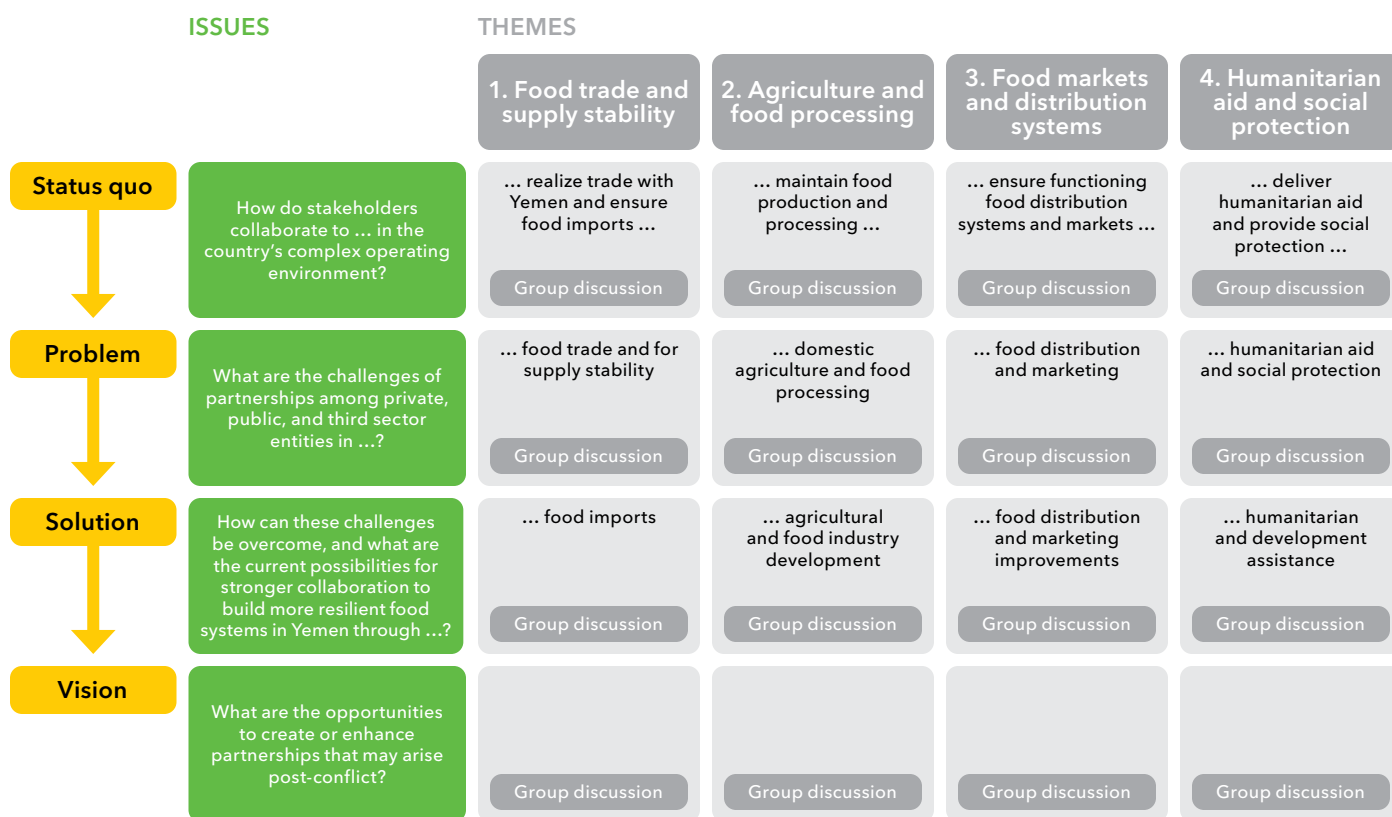 ISSUES
THEMES
1. Food trade and
supply stability
2. Agriculture and
food processing
3. Food markets
and distribution
systems
4. Humanitarian
aid and social
protection
Status quo
How do stakeholders
collaborate to … in the
country’s complex operating
environment?
… realize trade with
Yemen and ensure
food imports …
Group discussion
… maintain food
production and
processing …
Group discussion
… ensure functioning
food distribution
systems and markets …
Group discussion
… deliver
humanitarian aid
and provide social
protection …
Group discussion
Problem
What are the challenges of
partnerships among private,
public, and third sector
entities in …?
… food trade and for
supply stability
Group discussion
… domestic
agriculture and food
processing
Group discussion
… food distribution
and marketing
Group discussion
… humanitarian aid
and social protection
Group discussion
Solution
How can these challenges
be overcome, and what are
the current possibilities for
stronger collaboration to
build more resilient food
systems in Yemen through …?
… food imports
Group discussion
… agricultural
and food industry
development
Group discussion
… food distribution
and marketing
improvements
Group discussion
… humanitarian
and development
assistance
Group discussion
Vision
What are the opportunities
to create or enhance
partnerships that may arise
post-conflict?
Group discussion
Group discussion
Group discussion
Group discussion